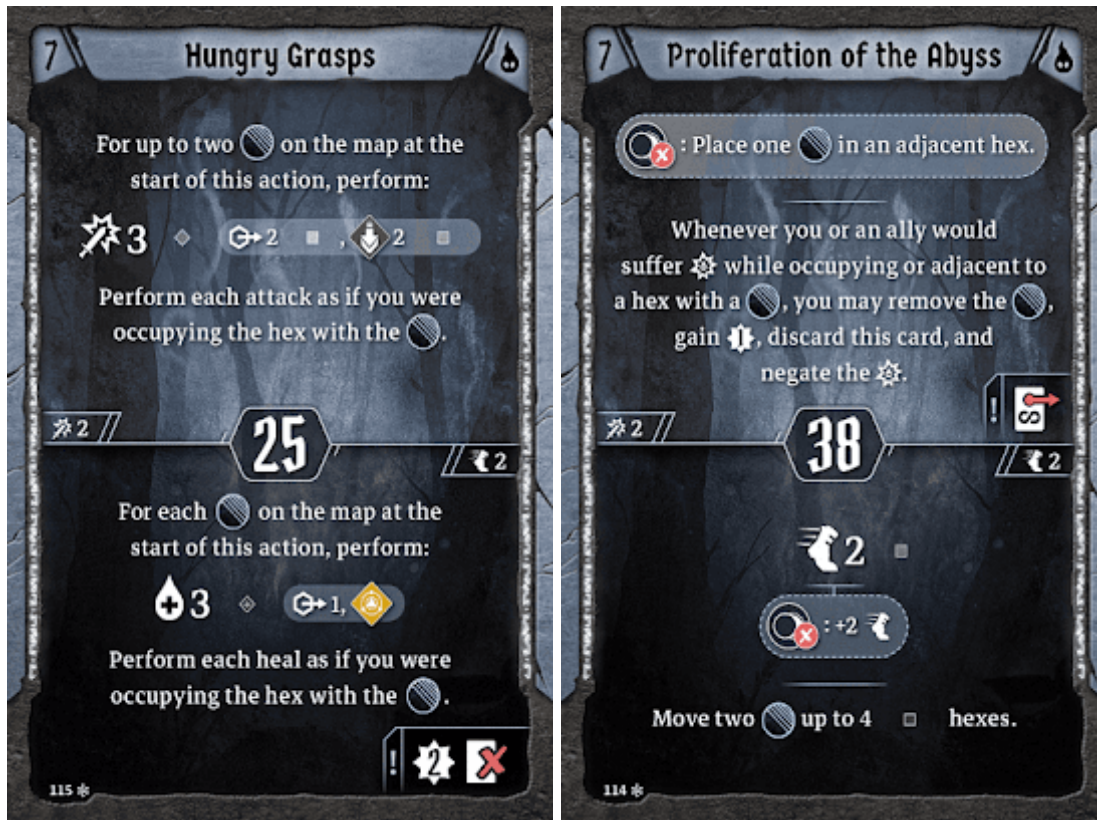 7 Hungry Grasps
For up to two on the map at the
start of this action, perform:
3 2 , 2
Perform each attack as if you were
occupying the hex with the .
2
25
2
For each on the map at the
start of this action, perform:
3 1,
Perform each heal as if you were
occupying the hex with the .
! 2
115
7 Proliferation of the Abyss
: Place one in an adjacent hex.
Whenever you or an ally would
suffer while occupying or adjacent to
a hex with a , you may remove the ,
gain 1, discard this card, and
negate the .
! S
2
38
2
2
: +2
Move two up to 4 hexes.
114